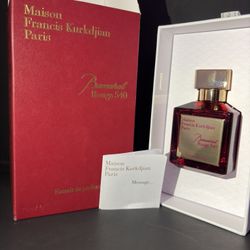 Maison
Francis Kurkdjian
Paris
Baccarat
Rouge 540
Extrait de parfum
Maison
Francis Kurkdjian
Paris
Message...